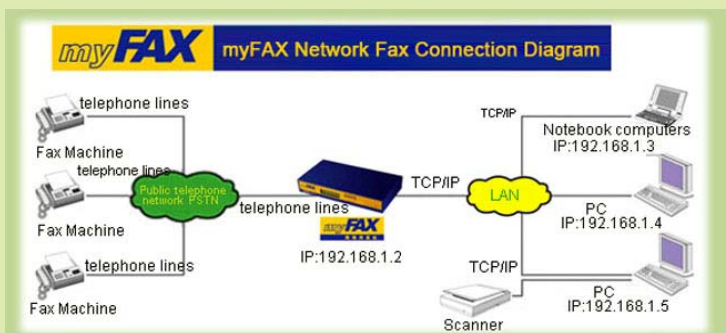 myFAX myFAX Network Fax Connection Diagram
telephone lines
Fax Machine
telephone lines
Fax Machine
telephone lines
Fax Machine
Public telephone
network PSTN
telephone lines
myFAX
IP:192.168.1.2
TCP/IP
LAN
TCP/IP
Notebook computers
IP:192.168.1.3
PC
IP:192.168.1.4
TCP/IP
PC
IP:192.168.1.5
Scanner